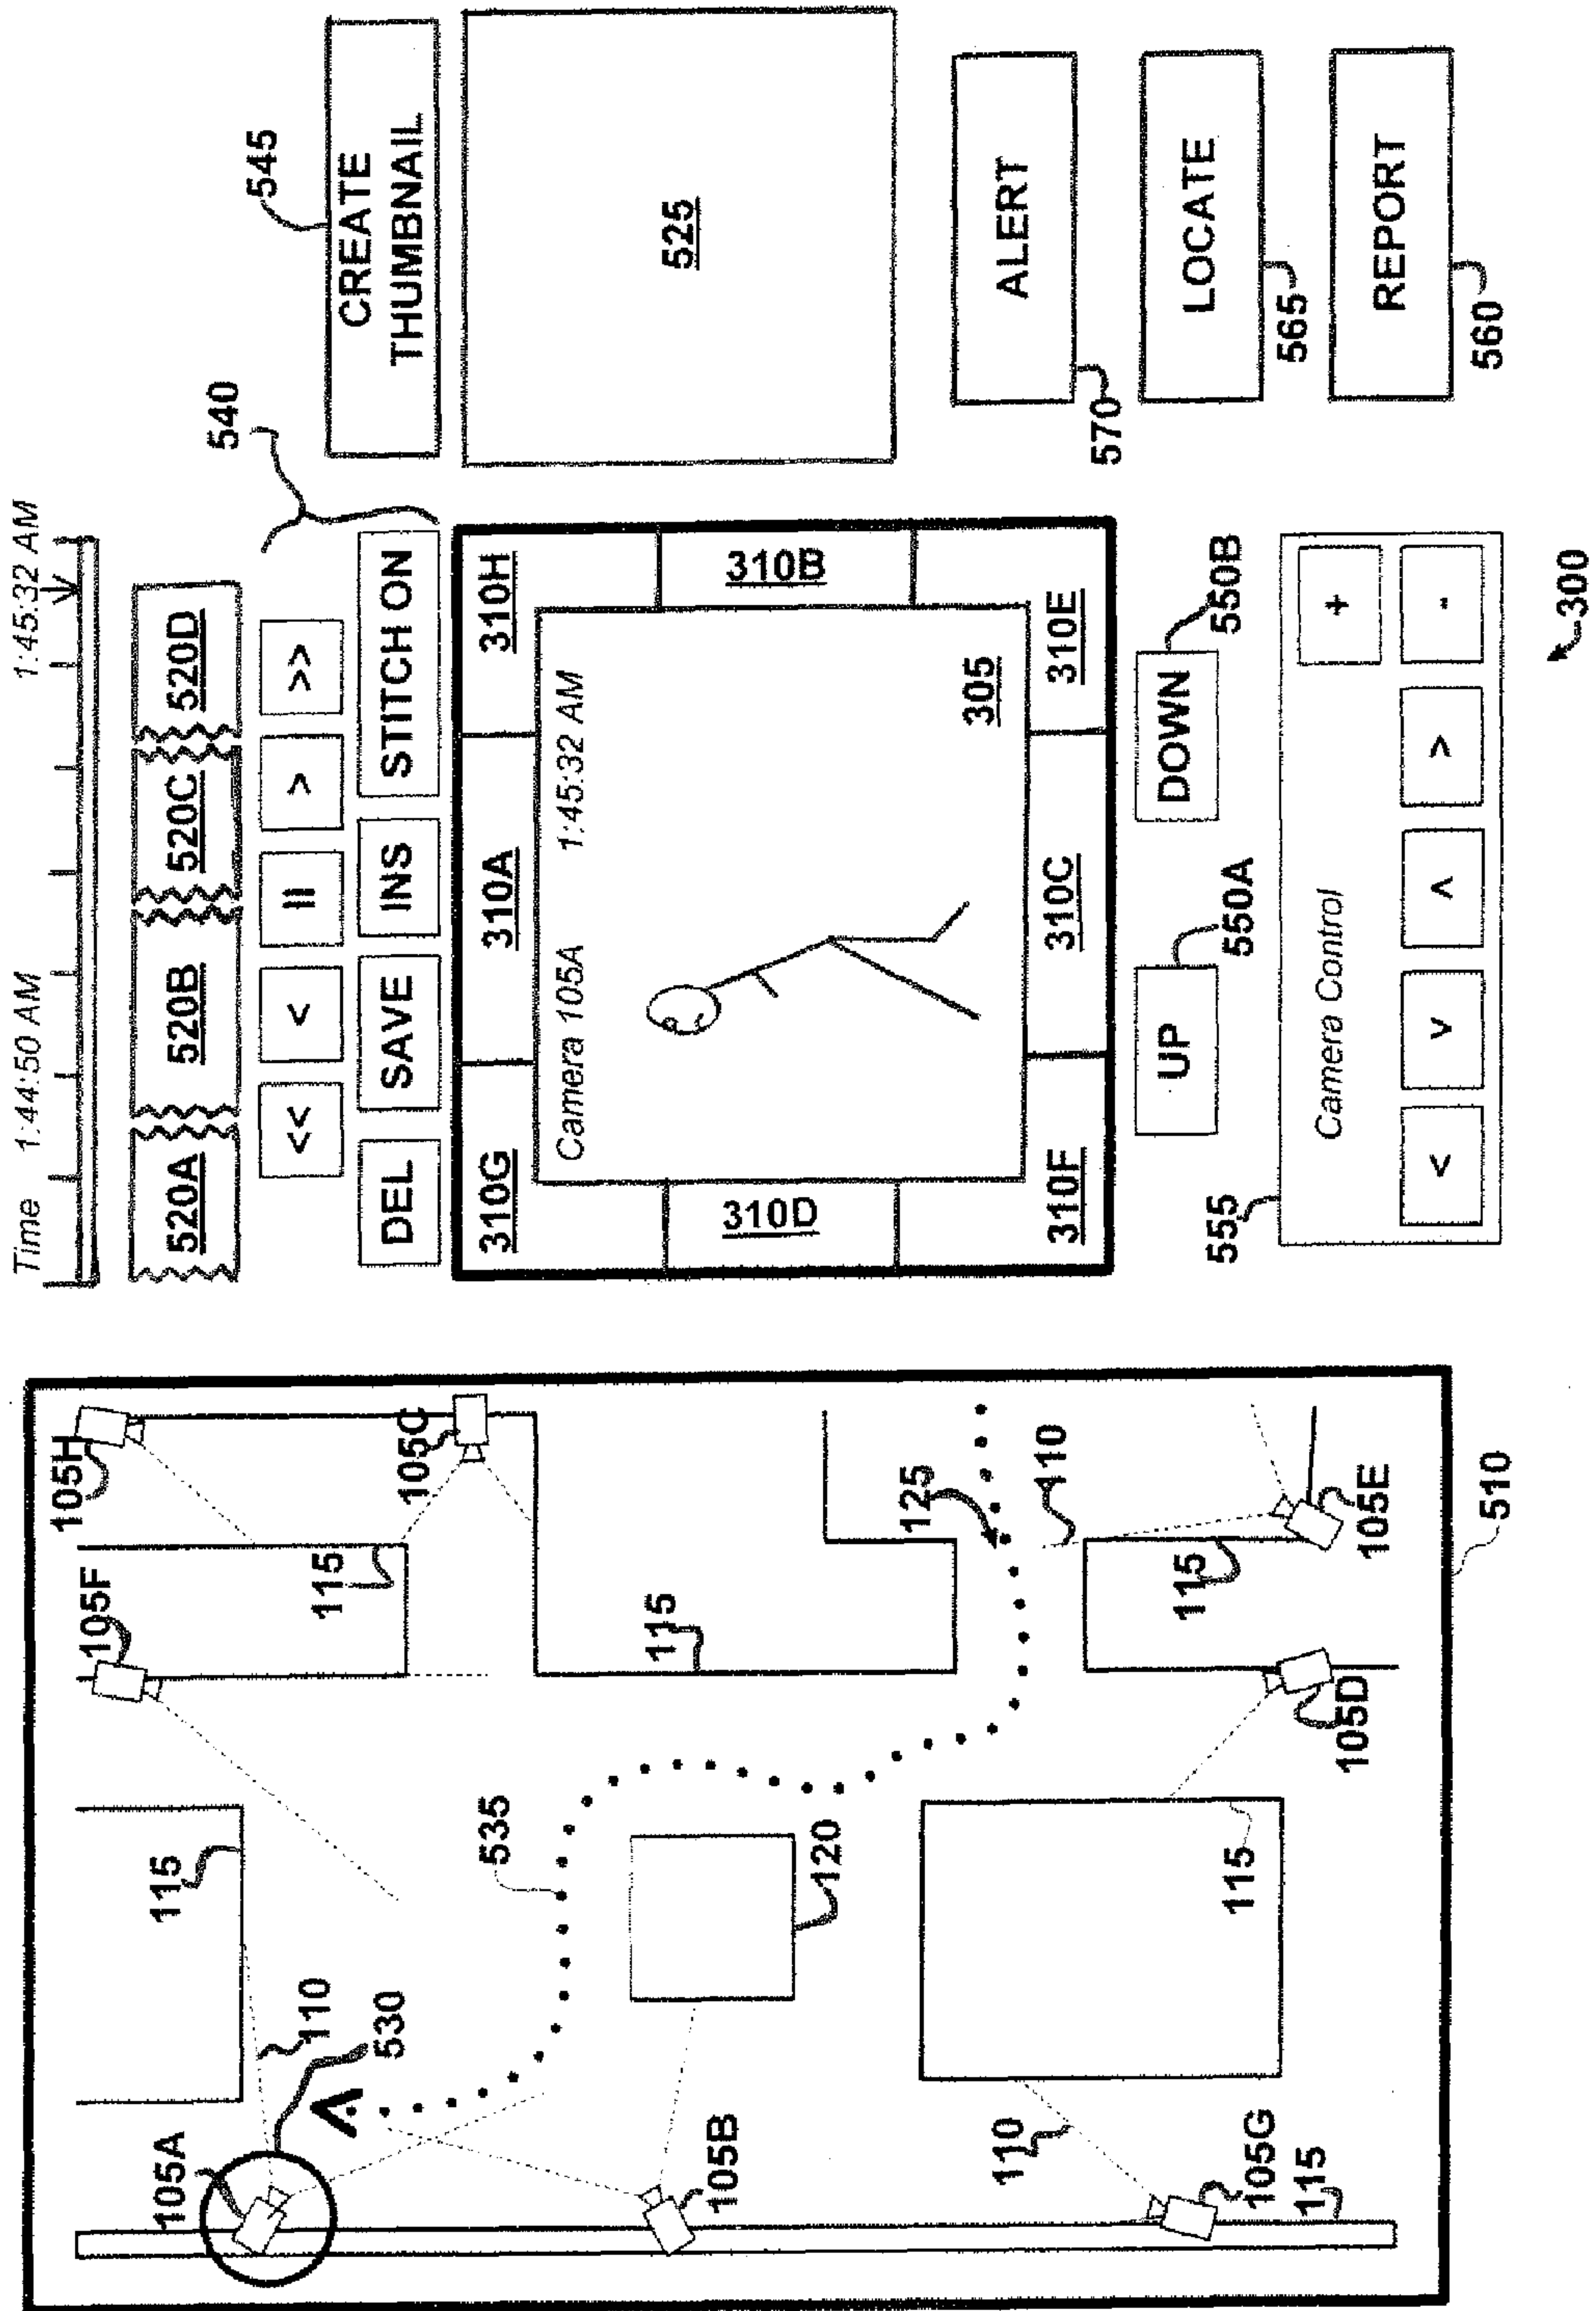 105H
105F
105A
115
115
110
530
105C
535
115
105B
120
125
110
110
115
115
105G
115
105D
105E
510
Time 1:44:50 AM 1:45:32 AM
520A 520B 520C 520D
<< < II > >>
540
545
DEL SAVE INS STITCH ON
CREATE
THUMBNAIL
310G 310A 310H
Camera 105A 1:45:32 AM
310D 310B
305
310F 310C 310E
525
UP DOWN
550A 550B
555
Camera Control
+
< v ^ > -
ALERT
570
LOCATE
565
REPORT
560
300